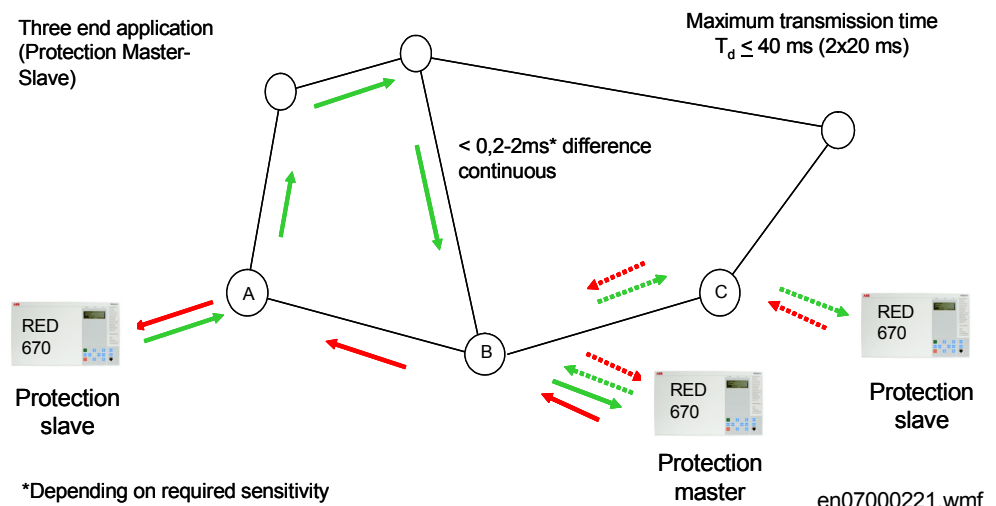 Three end application
(Protection Master-
Slave)
Maximum transmission time
Td ≤ 40 ms (2x20 ms)
< 0,2-2ms* difference
continuous
A
C
B
RED
670
RED
670
RED
670
Protection
slave
Protection
slave
Protection
master
*Depending on required sensitivity
en07000221.wmf